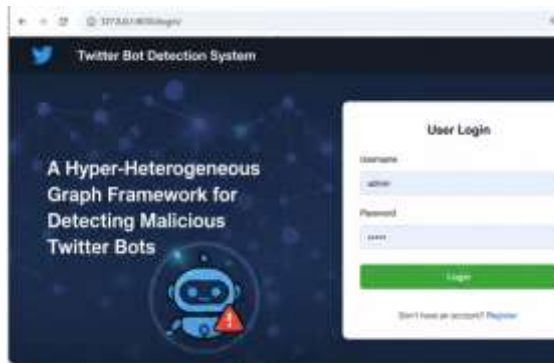 Twitter Bot Detection System
A Hyper-Heterogeneous
Graph Framework for
Detecting Malicious
Twitter Bots
User Login
Username
admin
Password
Login
Don't have an account? Register